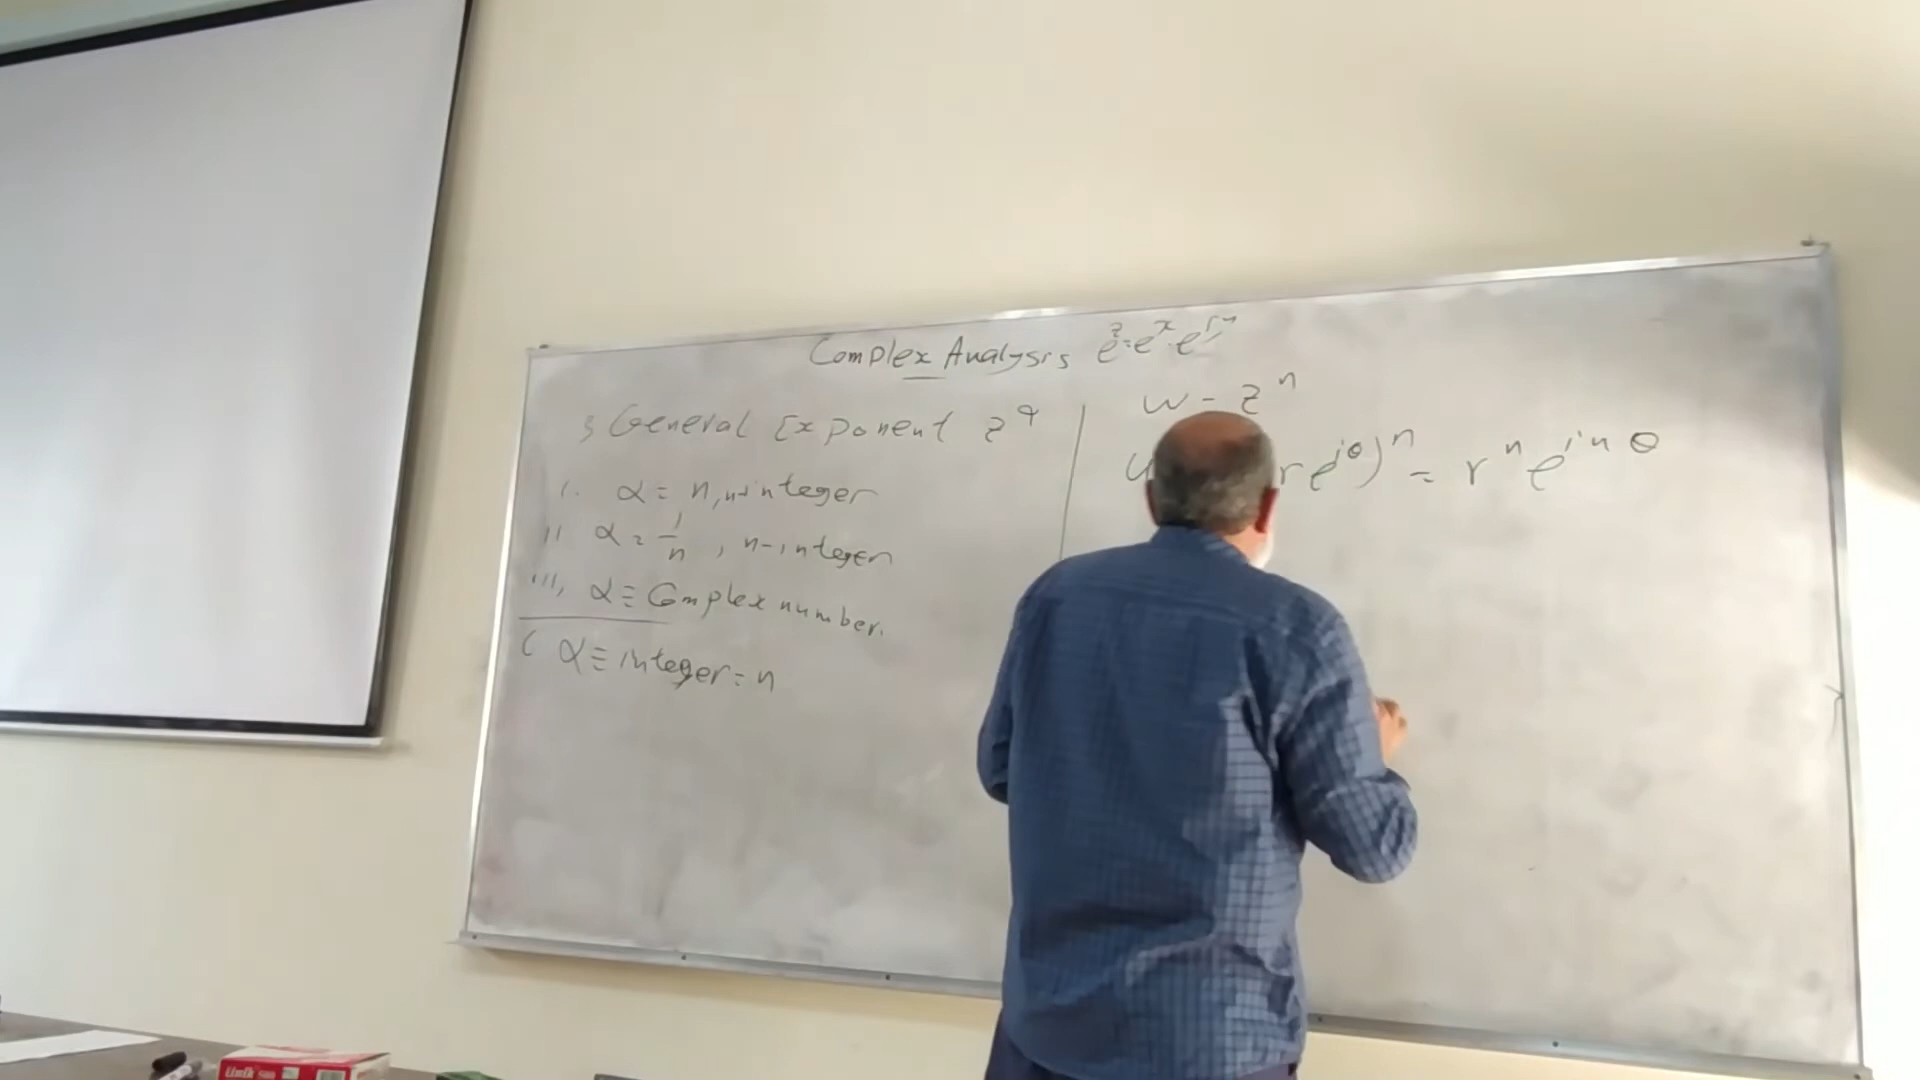 Complex Analysis e^z = e^x · e^iy
3 General Exponent z^α
i. α = n, n-integer
ii α = 1/n, n-integer
iii, α ≡ Complex number.
i α ≡ integer = n
w = z^n
r e^iθ)^n = r^n e^inθ